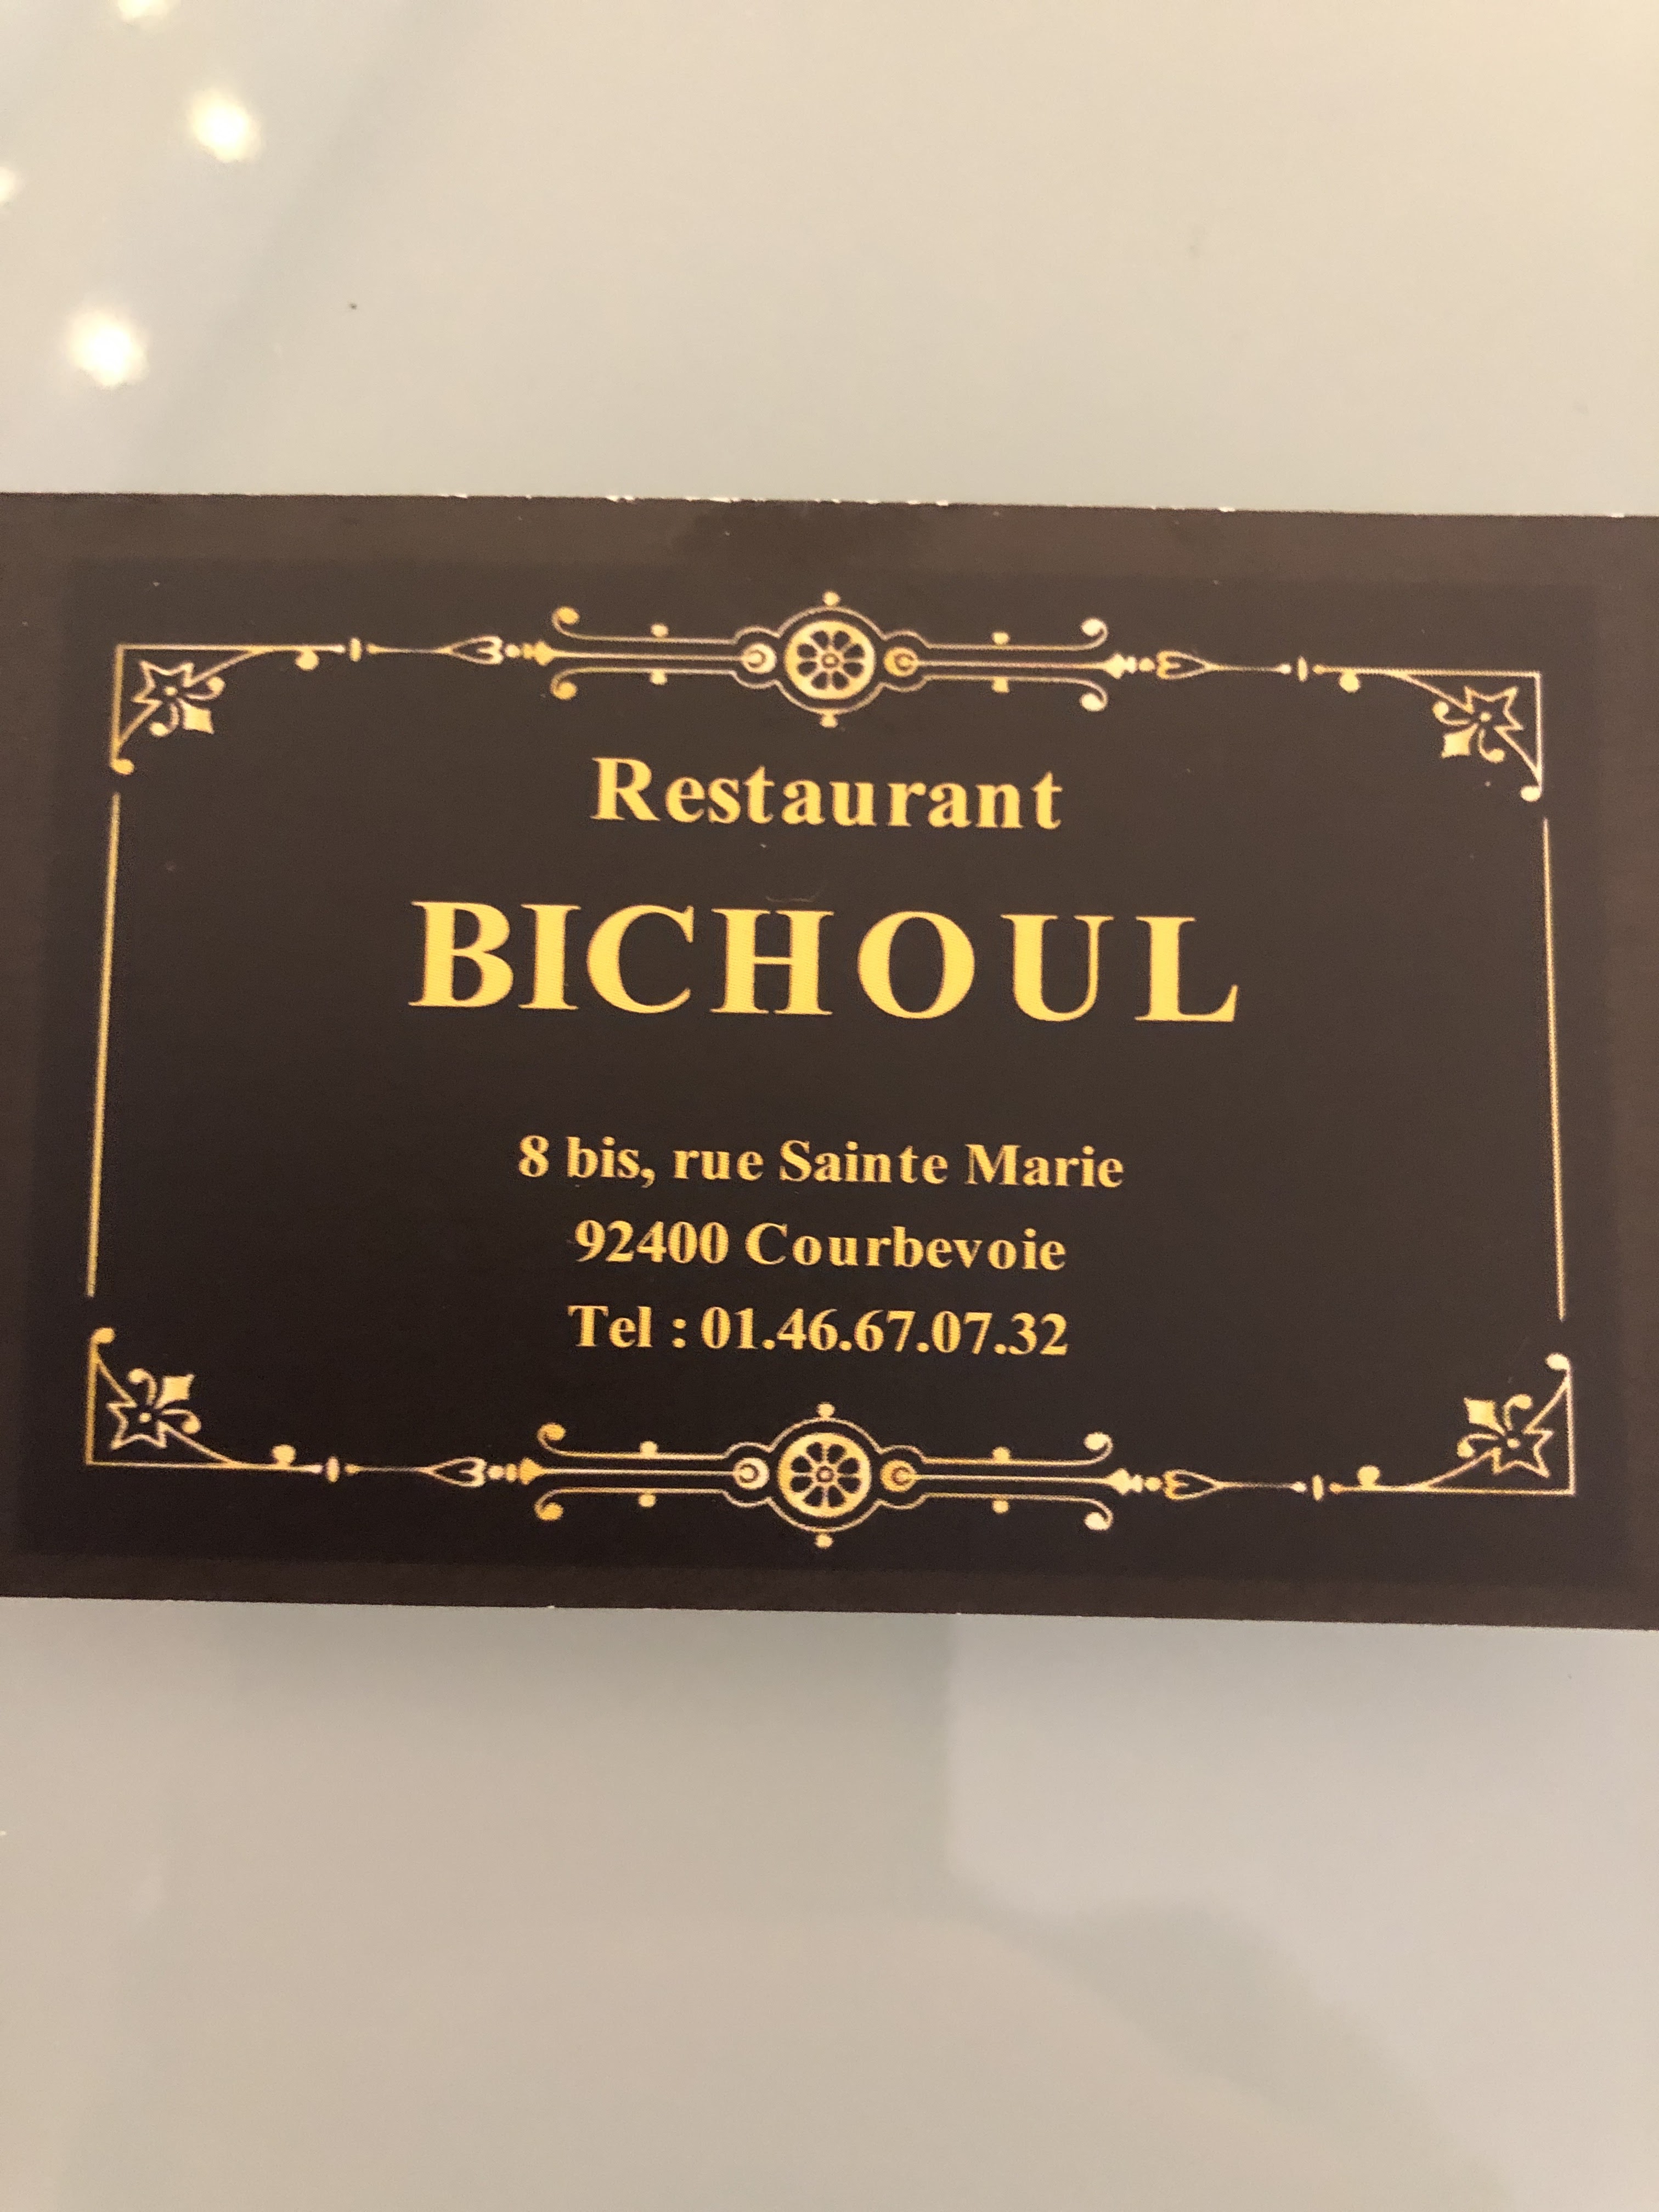 Restaurant
BICHOUL
8 bis, rue Sainte Marie
92400 Courbevoie
Tel : 01.46.67.07.32